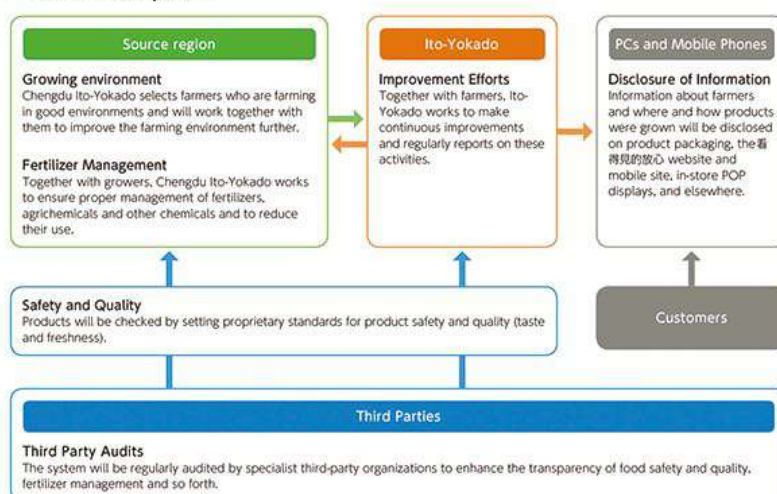 Source region
Growing environment
Chengdu Ito-Yokado selects farmers who are farming
in good environments and will work together with
them to improve the farming environment further.
Fertilizer Management
Together with growers, Chengdu Ito-Yokado works
to ensure proper management of fertilizers,
agrichemicals and other chemicals and to reduce
their use.
Ito-Yokado
Improvement Efforts
Together with farmers, Ito-
Yokado works to make
continuous improvements
and regularly reports on these
activities.
PCs and Mobile Phones
Disclosure of Information
Information about farmers
and where and how products
were grown will be disclosed
on product packaging, the看
得見的放心 website and
mobile site, in-store POP
displays, and elsewhere.
Safety and Quality
Products will be checked by setting proprietary standards for product safety and quality (taste
and freshness).
Customers
Third Parties
Third Party Audits
The system will be regularly audited by specialist third-party organizations to enhance the transparency of food safety and quality,
fertilizer management and so forth.